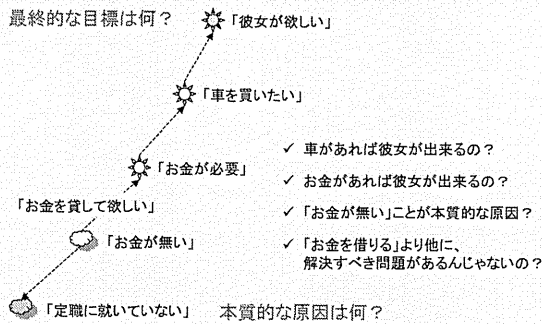 最終的な目標は何？
「彼女が欲しい」
「車を買いたい」
「お金が必要」
「お金を貸して欲しい」
「お金が無い」
「定職に就いていない」
本質的な原因は何？
✓ 車があれば彼女が出来るの？
✓ お金があれば彼女が出来るの？
✓ 「お金が無い」ことが本質的な原因？
✓ 「お金を借りる」より他に、
解決すべき問題があるんじゃないの？